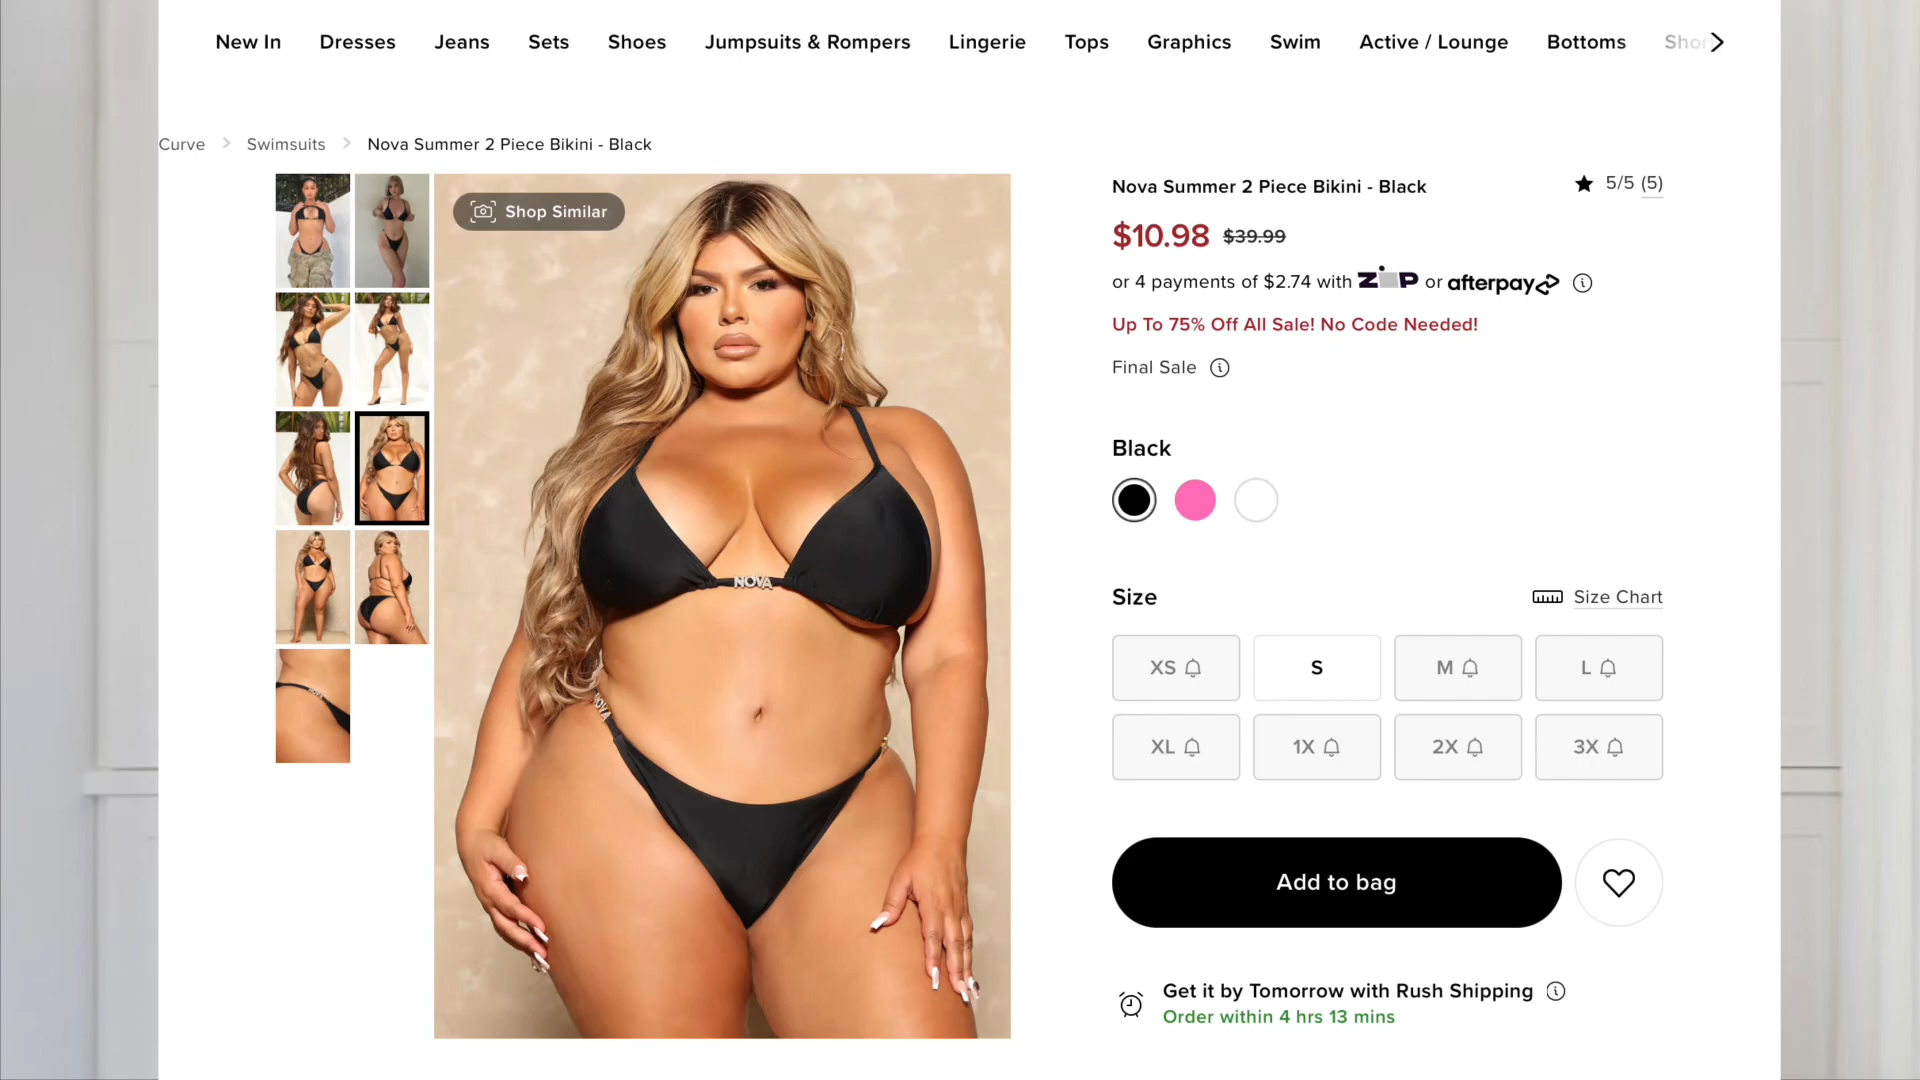 New In Dresses Jeans Sets Shoes Jumpsuits & Rompers Lingerie Tops Graphics Swim Active / Lounge Bottoms Shor
Curve Swimsuits Nova Summer 2 Piece Bikini - Black
Shop Similar
NOVA
NOVA
Nova Summer 2 Piece Bikini - Black
5/5 (5)
$10.98 $39.99
or 4 payments of $2.74 with ZIP or afterpay
Up To 75% Off All Sale! No Code Needed!
Final Sale
Black
Size
Size Chart
XS S M L
XL 1X 2X 3X
Add to bag
Get it by Tomorrow with Rush Shipping
Order within 4 hrs 13 mins